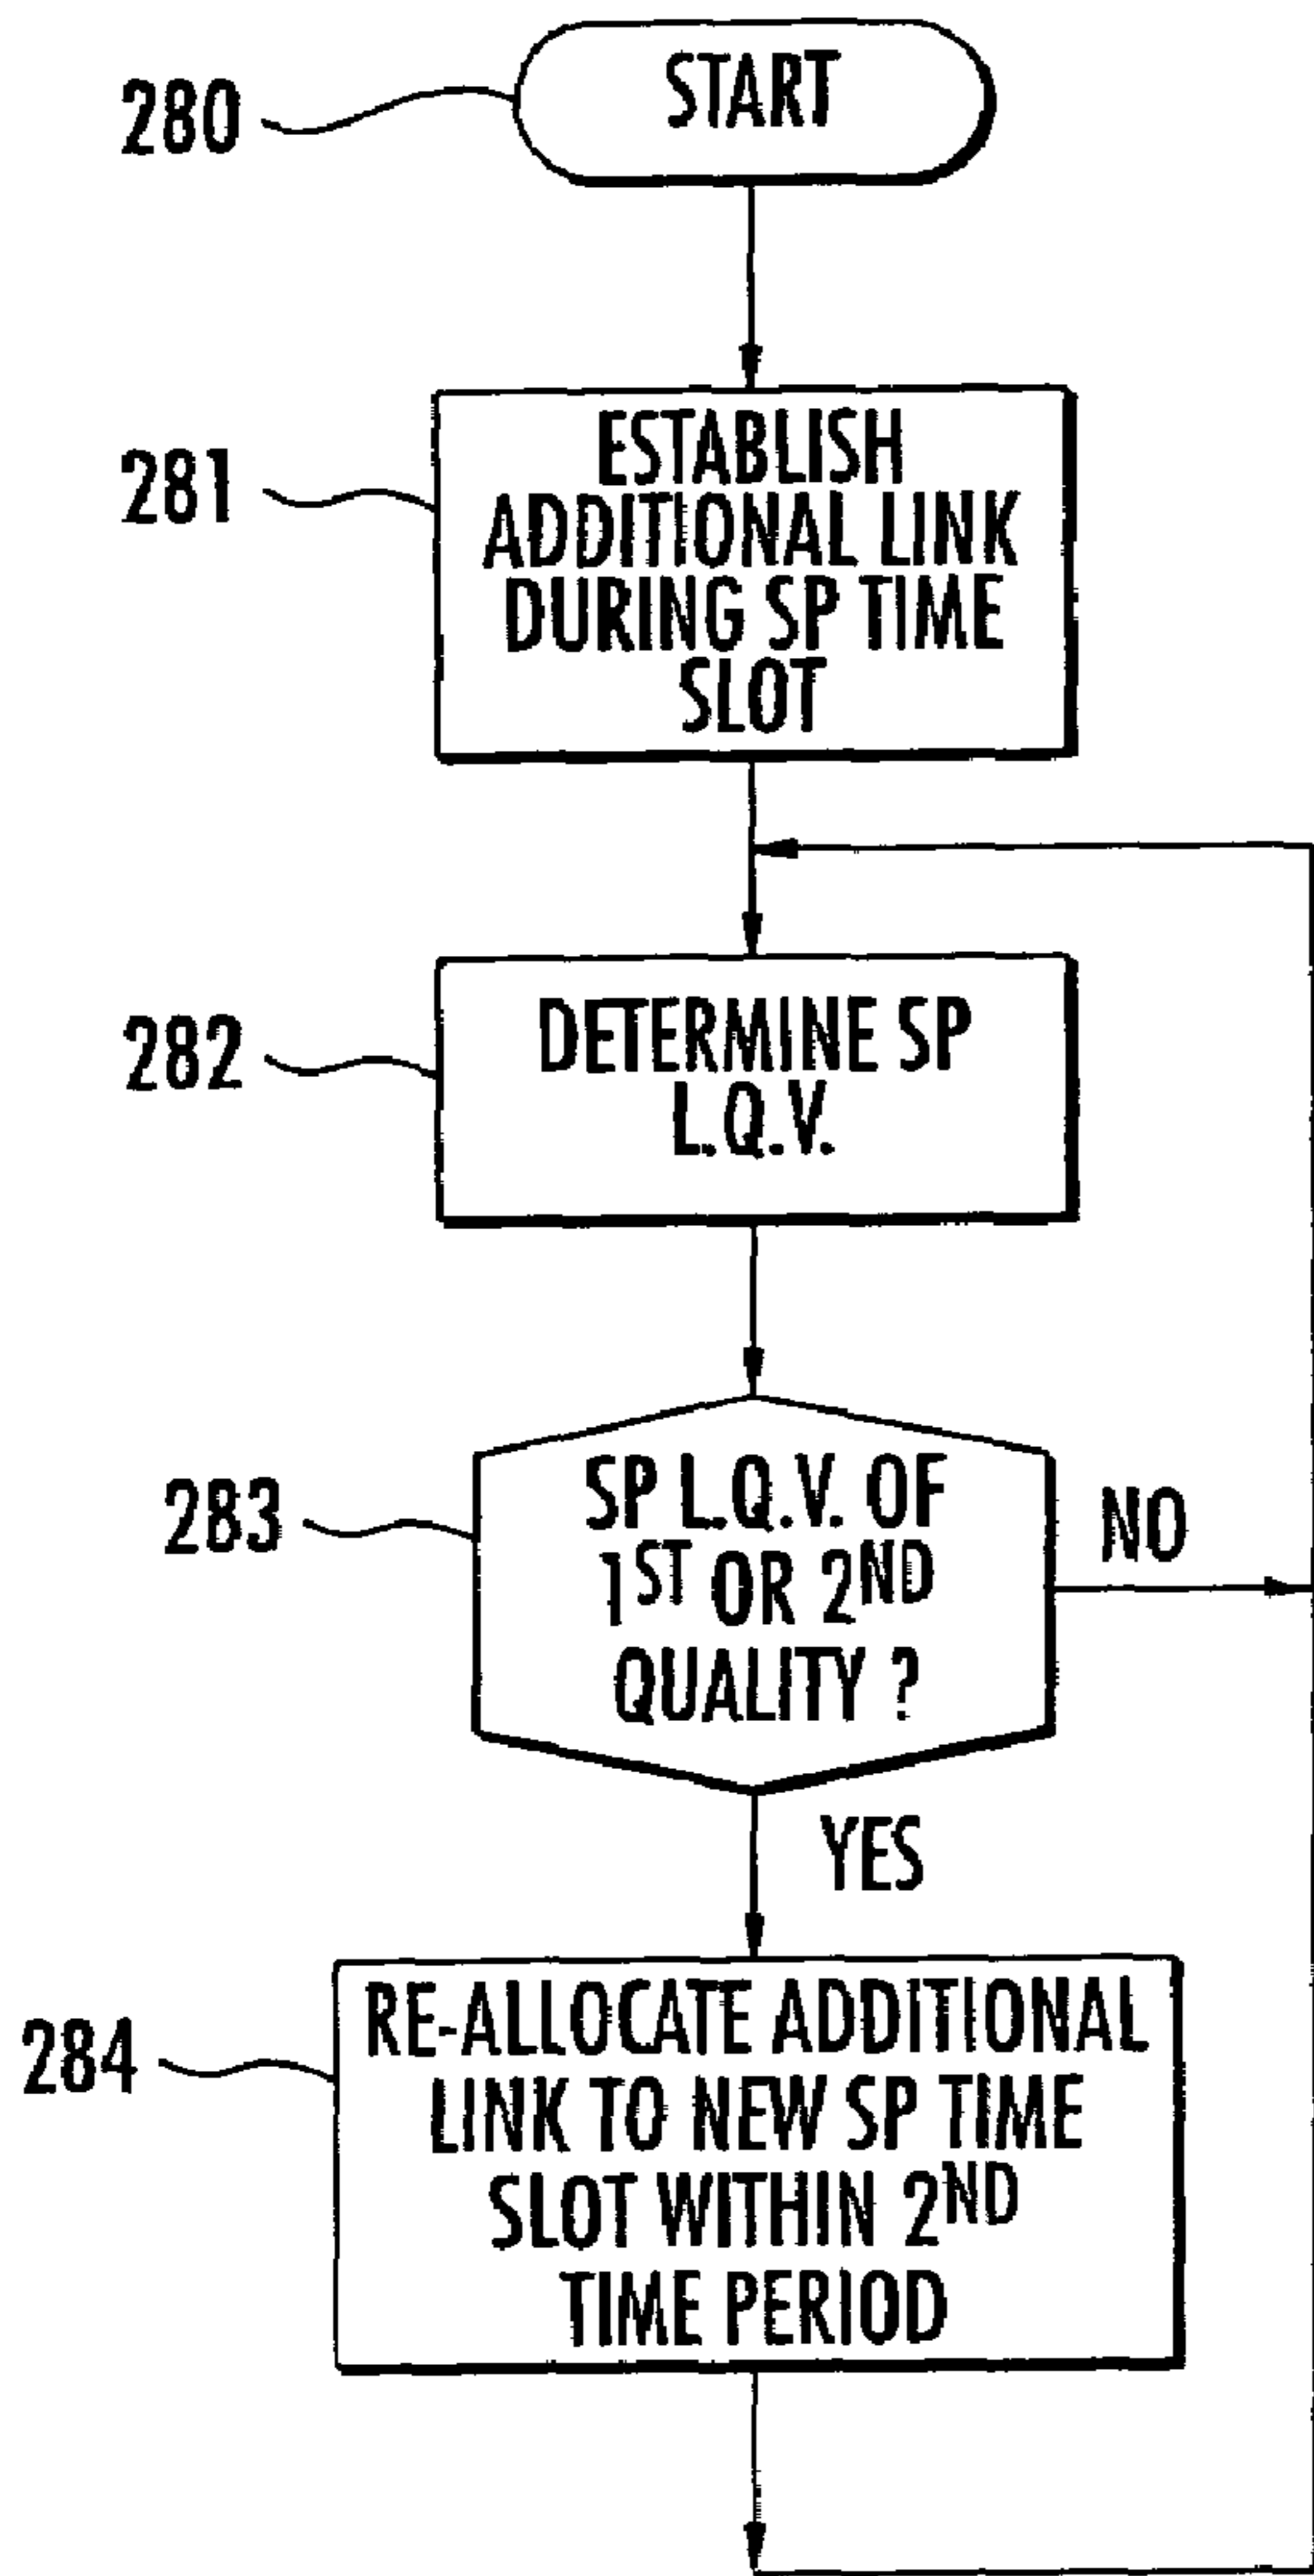 280
START
281
ESTABLISH
ADDITIONAL LINK
DURING SP TIME
SLOT
282
DETERMINE SP
L.Q.V.
283
SP L.Q.V. OF
1ST OR 2ND
QUALITY ?
NO
YES
284
RE-ALLOCATE ADDITIONAL
LINK TO NEW SP TIME
SLOT WITHIN 2ND
TIME PERIOD